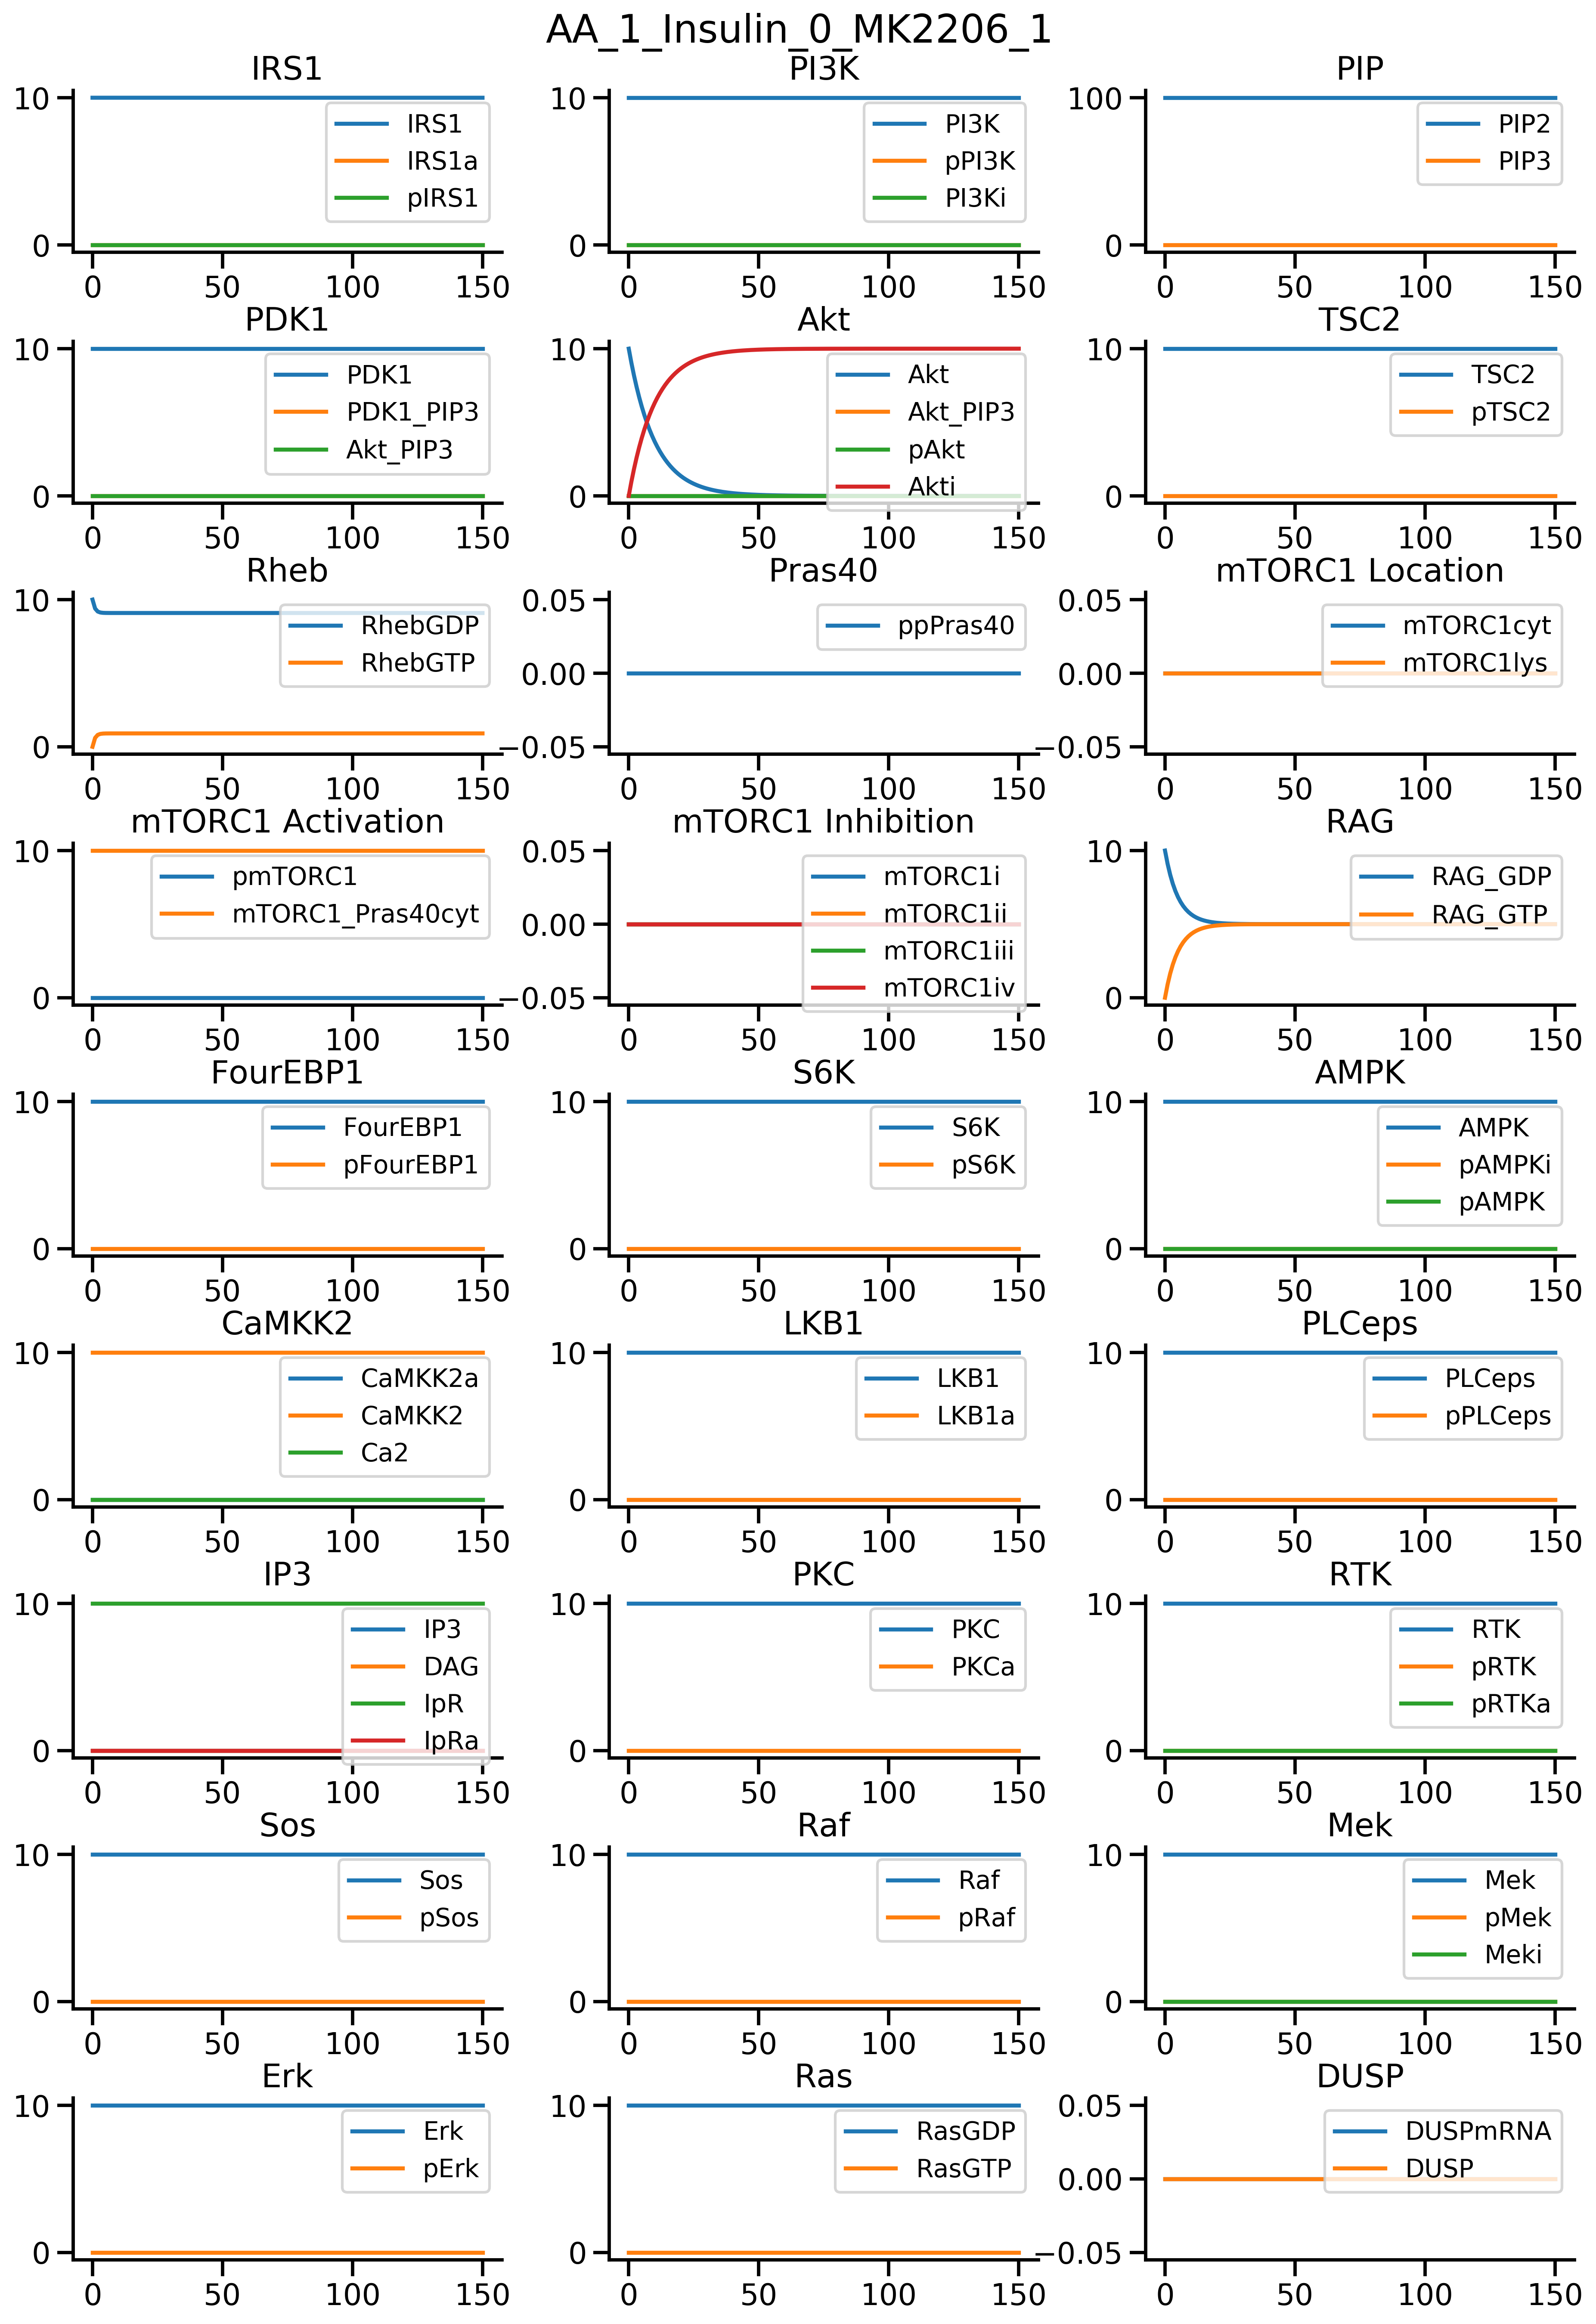 AA_1_Insulin_0_MK2206_1
IRS1
10
0
0 50 100 150
IRS1
IRS1a
pIRS1
PI3K
10
0
0 50 100 150
PI3K
pPI3K
PI3Ki
PIP
100
0
0 50 100 150
PIP2
PIP3
PDK1
10
0
0 50 100 150
PDK1
PDK1_PIP3
Akt_PIP3
Akt
10
0
0 50 100 150
Akt
Akt_PIP3
pAkt
Akti
TSC2
10
0
0 50 100 150
TSC2
pTSC2
Rheb
10
0
0 50 100 150
RhebGDP
RhebGTP
Pras40
0.05
0.00
−0.05
0 50 100 150
ppPras40
mTORC1 Location
0.05
0.00
−0.05
0 50 100 150
mTORC1cyt
mTORC1lys
mTORC1 Activation
10
0
0 50 100 150
pmTORC1
mTORC1_Pras40cyt
mTORC1 Inhibition
0.05
0.00
−0.05
0 50 100 150
mTORC1i
mTORC1ii
mTORC1iii
mTORC1iv
RAG
10
0
0 50 100 150
RAG_GDP
RAG_GTP
FourEBP1
10
0
0 50 100 150
FourEBP1
pFourEBP1
S6K
10
0
0 50 100 150
S6K
pS6K
AMPK
10
0
0 50 100 150
AMPK
pAMPKi
pAMPK
CaMKK2
10
0
0 50 100 150
CaMKK2a
CaMKK2
Ca2
LKB1
10
0
0 50 100 150
LKB1
LKB1a
PLCeps
10
0
0 50 100 150
PLCeps
pPLCeps
IP3
10
0
0 50 100 150
IP3
DAG
IpR
IpRa
PKC
10
0
0 50 100 150
PKC
PKCa
RTK
10
0
0 50 100 150
RTK
pRTK
pRTKa
Sos
10
0
0 50 100 150
Sos
pSos
Raf
10
0
0 50 100 150
Raf
pRaf
Mek
10
0
0 50 100 150
Mek
pMek
Meki
Erk
10
0
0 50 100 150
Erk
pErk
Ras
10
0
0 50 100 150
RasGDP
RasGTP
DUSP
0.05
0.00
−0.05
0 50 100 150
DUSPmRNA
DUSP